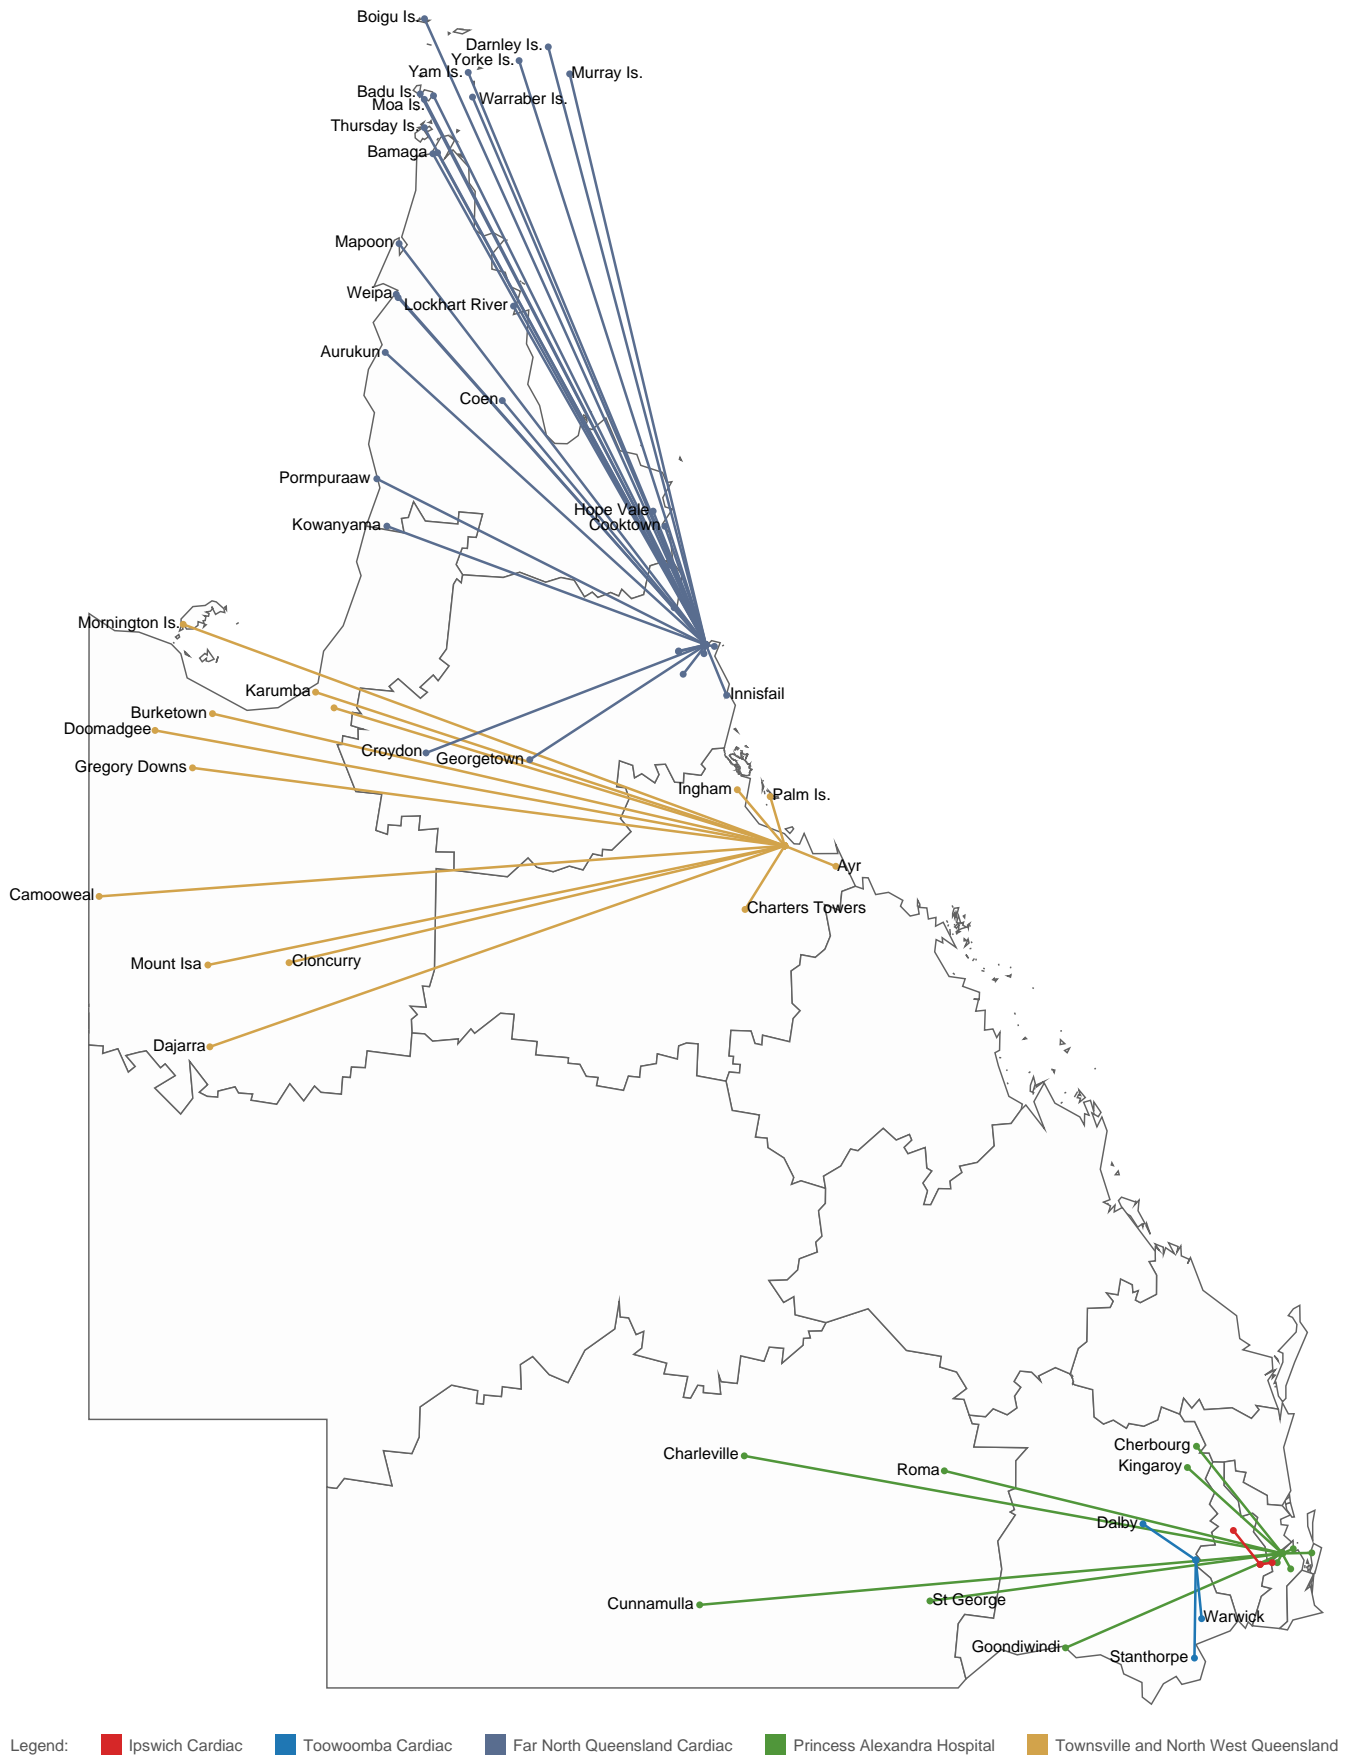 Boigu Is.
Darnley Is.
Yorke Is.
Yam Is.
Murray Is.
Badu Is.
Warraber Is.
Moa Is.
Thursday Is.
Bamaga
Mapoon
Weipa
Lockhart River
Aurukun
Coen
Pormpuraaw
Hope Vale
Kowanyama
Cooktown
Mornington Is.
Karumba
Innisfail
Burketown
Doomadgee
Croydon
Georgetown
Gregory Downs
Ingham
Palm Is.
Ayr
Camooweal
Charters Towers
Mount Isa
Cloncurry
Dajarra
Cherbourg
Charleville
Kingaroy
Roma
Dalby
Cunnamulla
St George
Warwick
Goondiwindi
Stanthorpe
Legend: Ipswich Cardiac Toowoomba Cardiac Far North Queensland Cardiac Princess Alexandra Hospital Townsville and North West Queensland